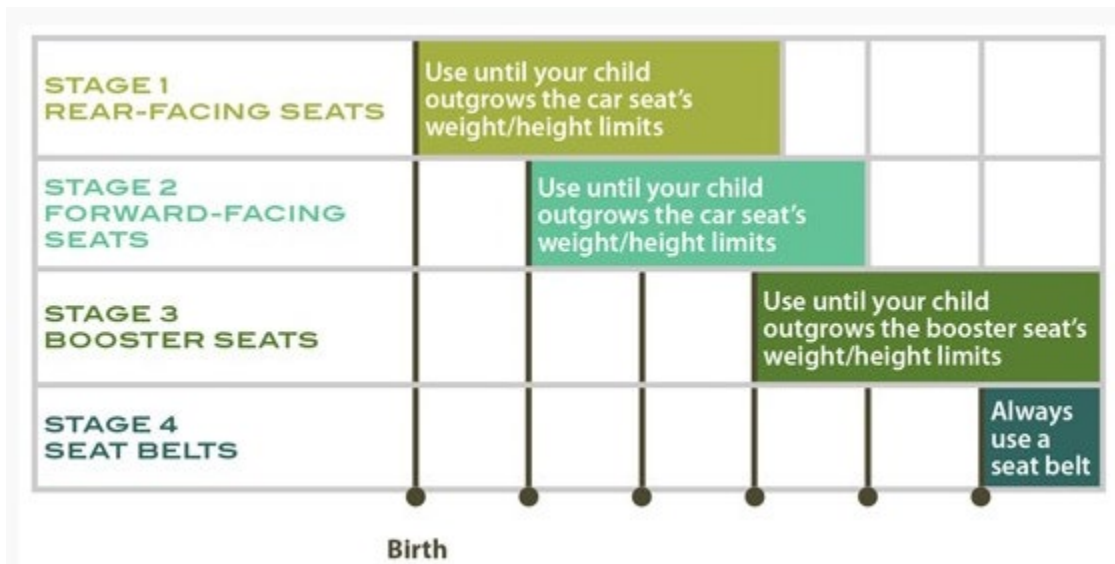 STAGE 1
REAR-FACING SEATS
Use until your child
outgrows the car seat's
weight/height limits
STAGE 2
FORWARD-FACING
SEATS
Use until your child
outgrows the car seat's
weight/height limits
STAGE 3
BOOSTER SEATS
Use until your child
outgrows the booster seat's
weight/height limits
STAGE 4
SEAT BELTS
Always
use a
seat belt
Birth